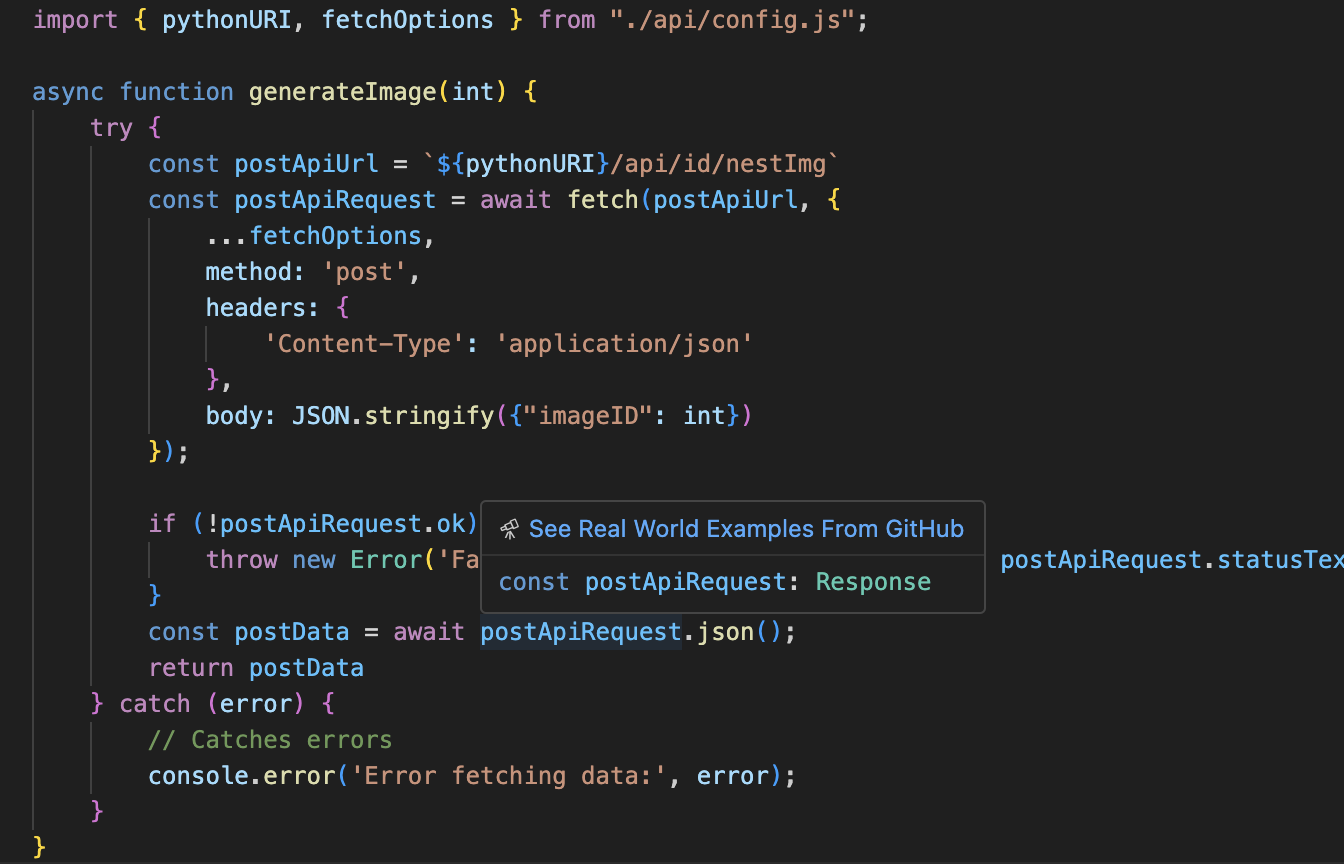 import { pythonURI, fetchOptions } from "./api/config.js";
async function generateImage(int) {
try {
const postApiUrl = `${pythonURI}/api/id/nestImg`
const postApiRequest = await fetch(postApiUrl, {
...fetchOptions,
method: 'post',
headers: {
'Content-Type': 'application/json'
},
body: JSON.stringify({"imageID": int})
});
if (!postApiRequest.ok)
See Real World Examples From GitHub
throw new Error('Fa postApiRequest.statusTex
const postApiRequest: Response
}
const postData = await postApiRequest.json();
return postData
} catch (error) {
// Catches errors
console.error('Error fetching data:', error);
}
}